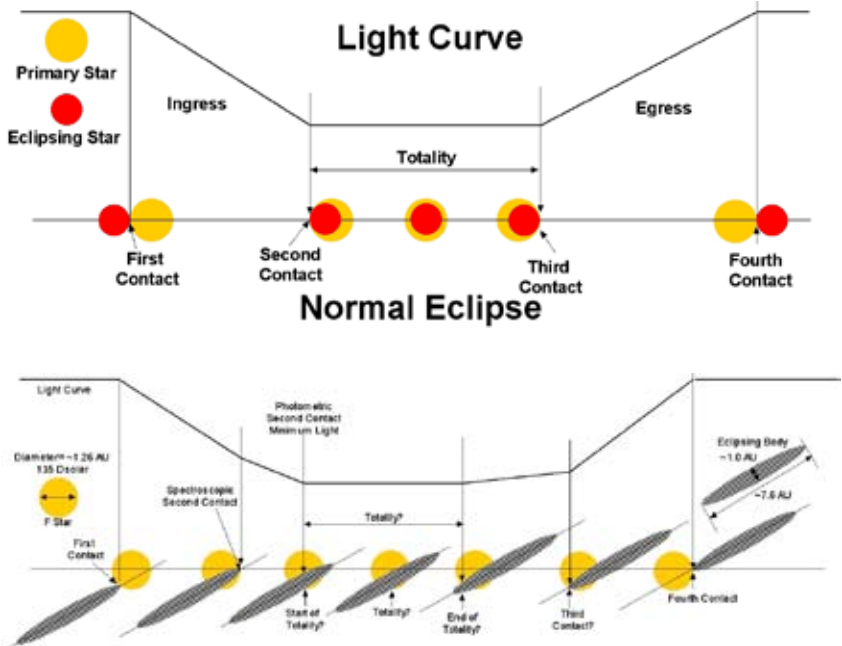 Light Curve
Primary Star
Eclipsing Star
Ingress
Egress
Totality
First
Contact
Second
Contact
Third
Contact
Fourth
Contact
Normal Eclipse
Light Curve
Photometric
Second Contact
Minimum Light
Diameter= ~1.26 AU
135 Dsolar
F Star
Spectroscopic
Second Contact
Eclipsing Body
~1.0 AU
~7.6 AU
Totality?
First
Contact
Start of
Totality?
Totality?
End of
Totality?
Third
Contact?
Fourth Contact